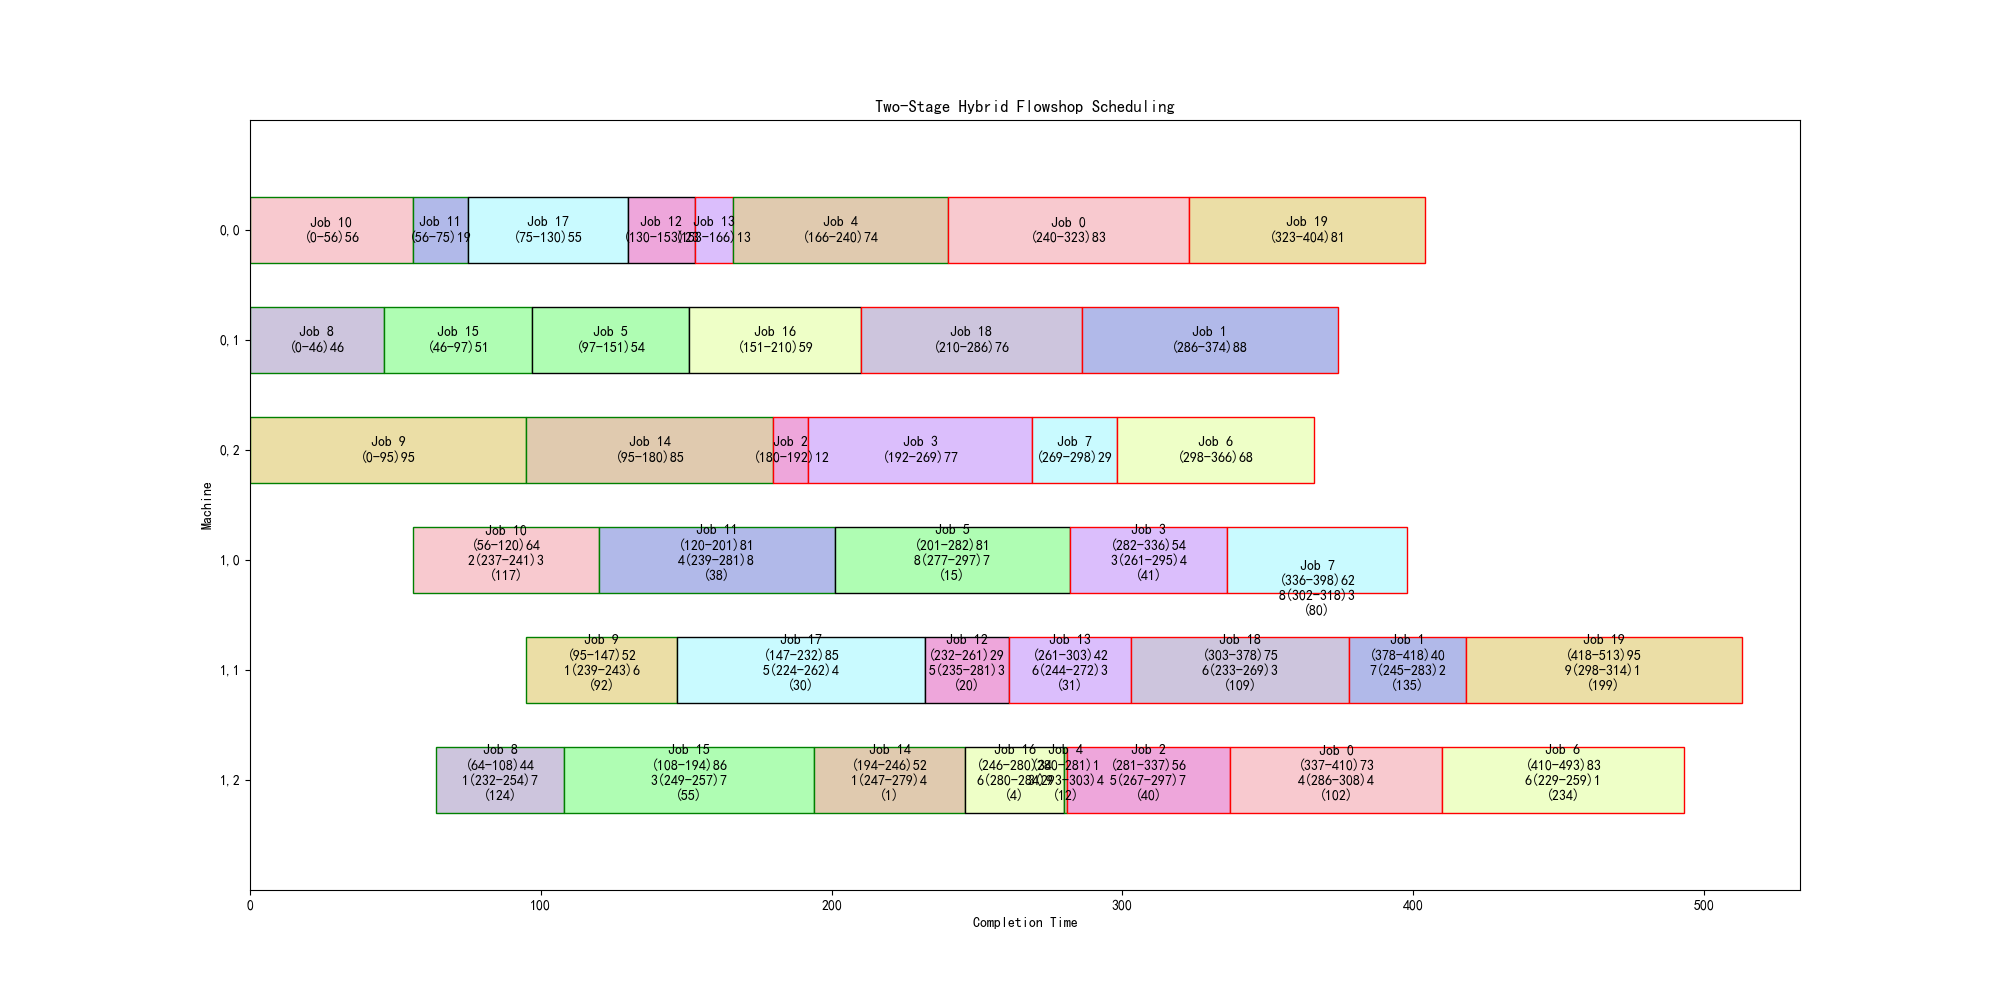 Two-Stage Hybrid Flowshop Scheduling
0,0
Job 10
(0-56)56
Job 11
(56-75)19
Job 17
(75-130)55
Job 12
(130-153)23
Job 13
(153-166)13
Job 4
(166-240)74
Job 0
(240-323)83
Job 19
(323-404)81
0,1
Job 8
(0-46)46
Job 15
(46-97)51
Job 5
(97-151)54
Job 16
(151-210)59
Job 18
(210-286)76
Job 1
(286-374)88
0,2
Job 9
(0-95)95
Job 14
(95-180)85
Job 2
(180-192)12
Job 3
(192-269)77
Job 7
(269-298)29
Job 6
(298-366)68
Machine
1,0
Job 10
(56-120)64
2(237-241)3
(117)
Job 11
(120-201)81
4(239-281)8
(38)
Job 5
(201-282)81
8(277-297)7
(15)
Job 3
(282-336)54
3(261-295)4
(41)
Job 7
(336-398)62
8(302-318)3
(80)
1,1
Job 9
(95-147)52
1(239-243)6
(92)
Job 17
(147-232)85
5(224-262)4
(30)
Job 12
(232-261)29
5(235-281)3
(20)
Job 13
(261-303)42
6(244-272)3
(31)
Job 18
(303-378)75
6(233-269)3
(109)
Job 1
(378-418)40
7(245-283)2
(135)
Job 19
(418-513)95
9(298-314)1
(199)
1,2
Job 8
(64-108)44
1(232-254)7
(124)
Job 15
(108-194)86
3(249-257)7
(55)
Job 14
(194-246)52
1(247-279)4
(1)
Job 16
(246-280)34
(4)
Job 4
(280-281)1
(12)
Job 2
(281-337)56
5(267-297)7
(40)
Job 0
(337-410)73
4(286-308)4
(102)
Job 6
(410-493)83
6(229-259)1
(234)
0
100
200
300
400
500
Completion Time